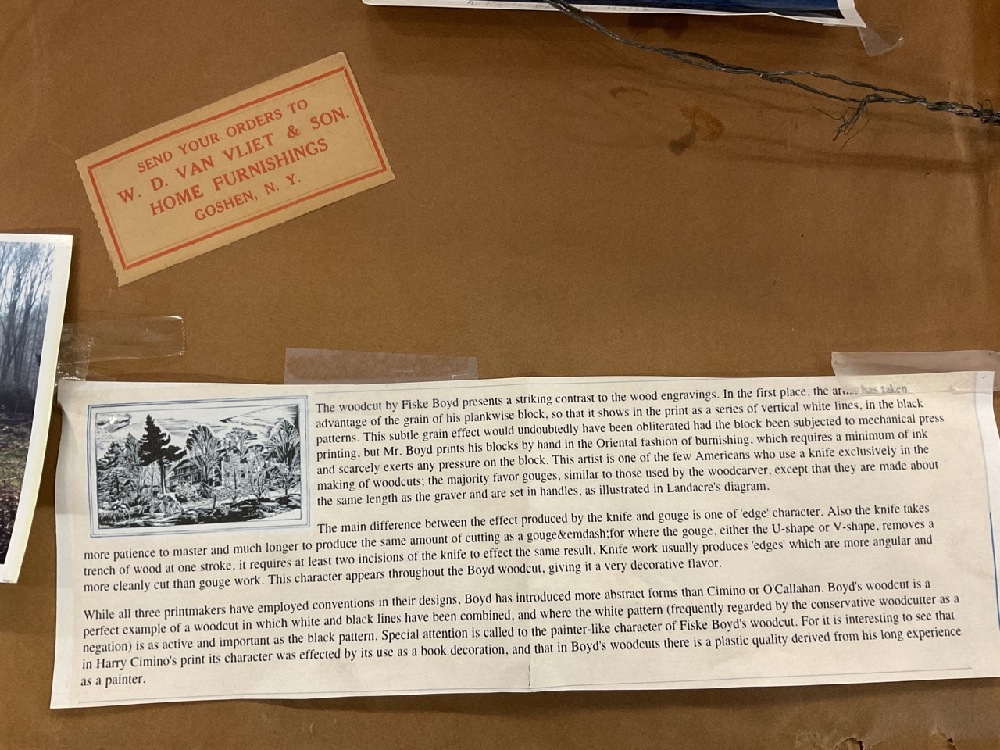 SEND YOUR ORDERS TO
W. D. VAN VLIET & SON.
HOME FURNISHINGS
GOSHEN, N. Y.
The woodcut by Fiske Boyd presents a striking contrast to the wood engravings. In the first place, the artist has taken
advantage of the grain of his plankwise block, so that it shows in the print as a series of vertical white lines, in the black
patterns. This subtle grain effect would undoubtedly have been obliterated had the block been subjected to mechanical press
printing, but Mr. Boyd prints his blocks by hand in the Oriental fashion of burnishing, which requires a minimum of ink
and scarcely exerts any pressure on the block. This artist is one of the few Americans who use a knife exclusively in the
making of woodcuts; the majority favor gouges, similar to those used by the woodcarver, except that they are made about
the same length as the graver and are set in handles, as illustrated in Landacre's diagram.
The main difference between the effect produced by the knife and gouge is one of 'edge' character. Also the knife takes
more patience to master and much longer to produce the same amount of cutting as a gouge&emdash;for where the gouge, either the U-shape or V-shape, removes a
trench of wood at one stroke, it requires at least two incisions of the knife to effect the same result. Knife work usually produces 'edges' which are more angular and
more cleanly cut than gouge work. This character appears throughout the Boyd woodcut, giving it a very decorative flavor.
While all three printmakers have employed conventions in their designs, Boyd has introduced more abstract forms than Cimino or O'Callahan. Boyd's woodcut is a
perfect example of a woodcut in which white and black lines have been combined, and where the white pattern (frequently regarded by the conservative woodcutter as a
negation) is as active and important as the black pattern. Special attention is called to the painter-like character of Fiske Boyd's woodcut. For it is interesting to see that
in Harry Cimino's print its character was effected by its use as a book decoration, and that in Boyd's woodcuts there is a plastic quality derived from his long experience
as a painter.